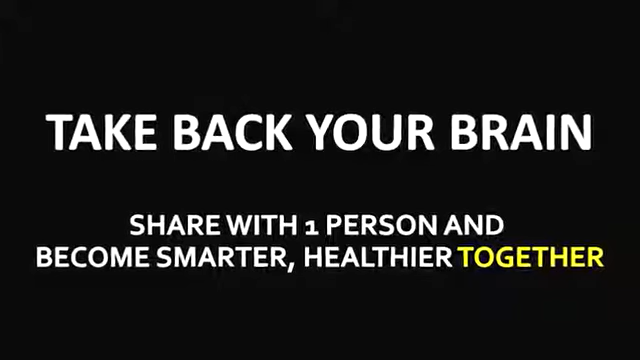 TAKE BACK YOUR BRAIN
SHARE WITH 1 PERSON AND
BECOME SMARTER, HEALTHIER TOGETHER